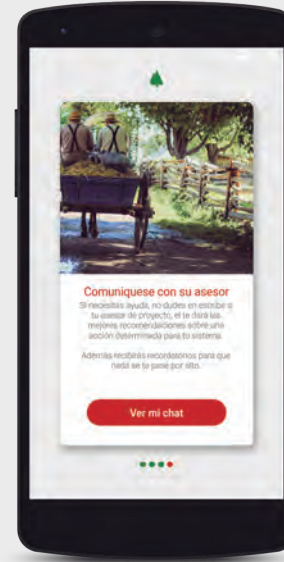 Comuniquese con su asesor
Si necesitas ayuda, no dudes en escribir a
tu asesor de proyecto, el te dará las
mejores recomendaciones sobre una
acción determinada para tu sistema.
Además recibirás recordatorios para que
nada se te pase por alto.
Ver mi chat